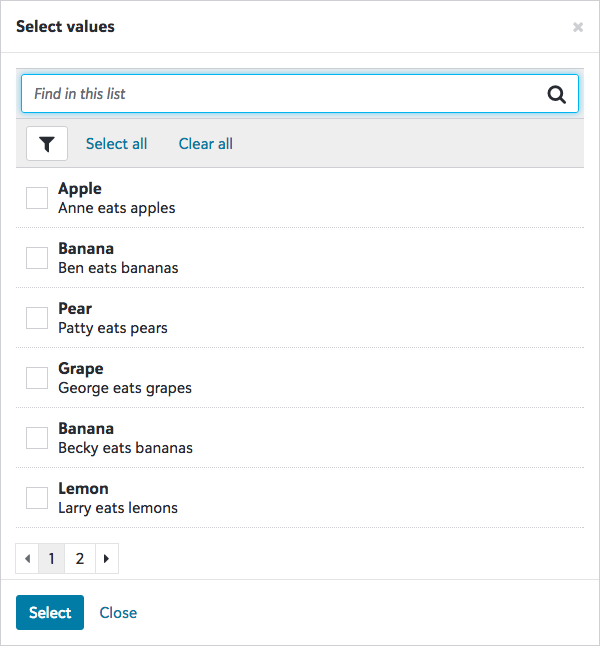 Select values
Find in this list
Select all Clear all
Apple
Anne eats apples
Banana
Ben eats bananas
Pear
Patty eats pears
Grape
George eats grapes
Banana
Becky eats bananas
Lemon
Larry eats lemons
1 2
Select Close